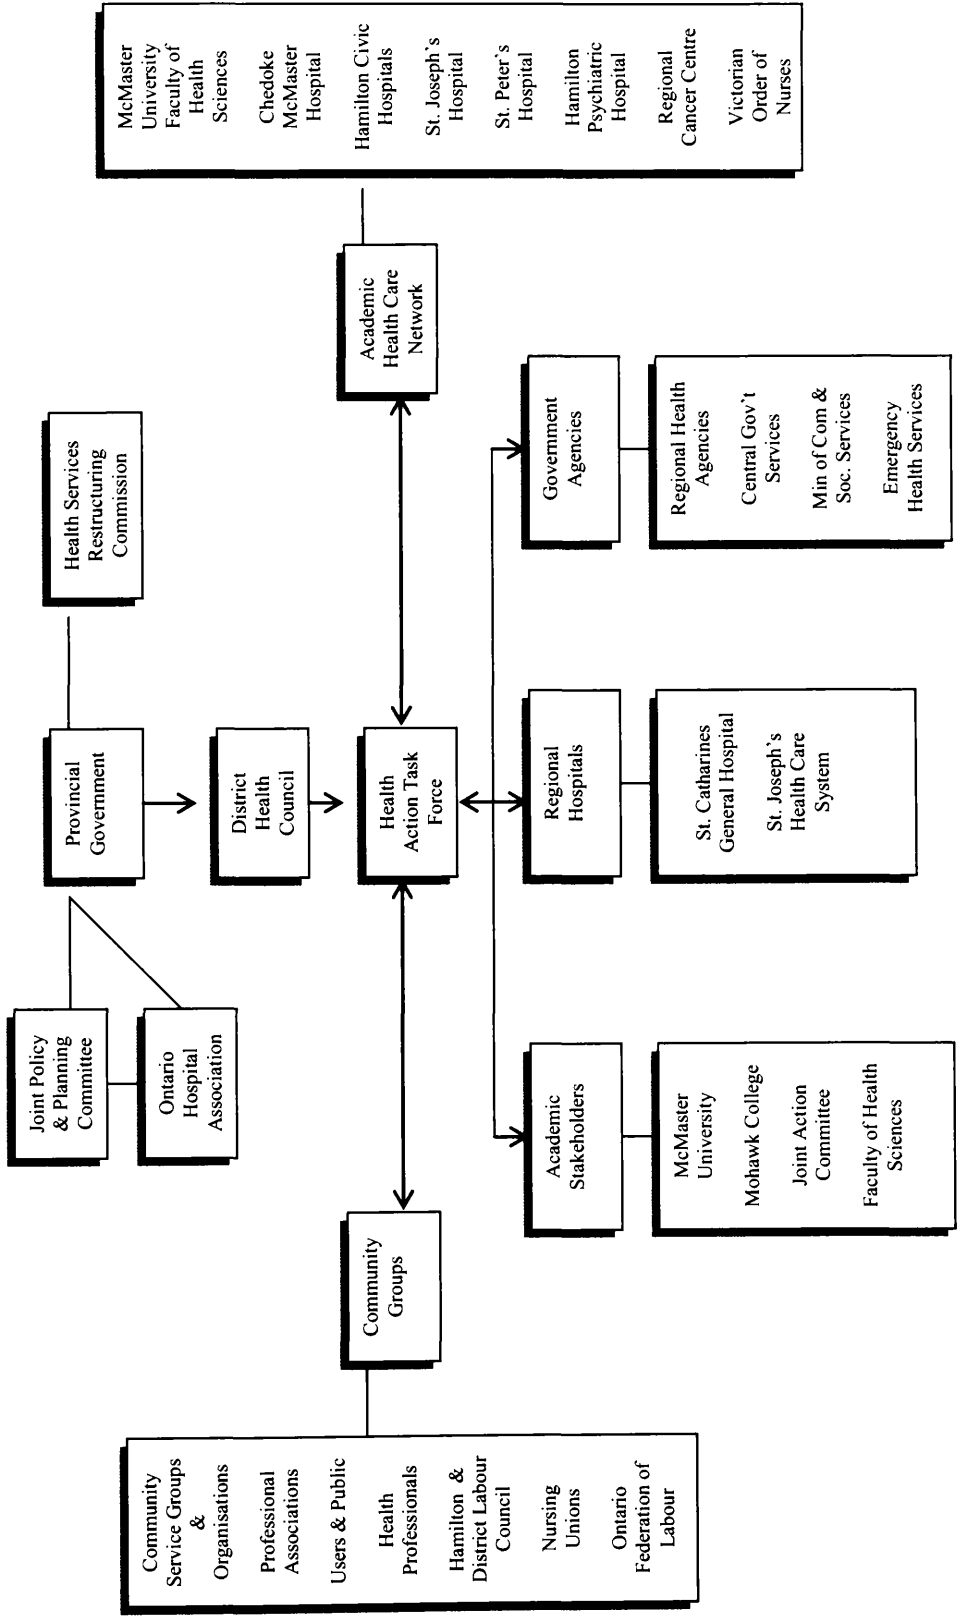 Joint Policy
& Planning
Committee
Ontario
Hospital
Association
Provincial
Government
Health Services
Restructuring
Commission
District
Health
Council
Community
Service Groups
&
Organisations
Professional
Associations
Users & Public
Health
Professionals
Hamilton &
District Labour
Council
Nursing
Unions
Ontario
Federation of
Labour
Community
Groups
Health
Action Task
Force
Academic
Health Care
Network
McMaster
University
Faculty of
Health
Sciences
Chedoke
McMaster
Hospital
Hamilton Civic
Hospitals
St. Joseph's
Hospital
St. Peter's
Hospital
Hamilton
Psychiatric
Hospital
Regional
Cancer Centre
Victorian
Order of
Nurses
Academic
Stakeholders
McMaster
University
Mohawk College
Joint Action
Committee
Faculty of Health
Sciences
Regional
Hospitals
St. Catharines
General Hospital
St. Joseph's
Health Care
System
Government
Agencies
Regional Health
Agencies
Central Gov't
Services
Min of Com &
Soc. Services
Emergency
Health Services